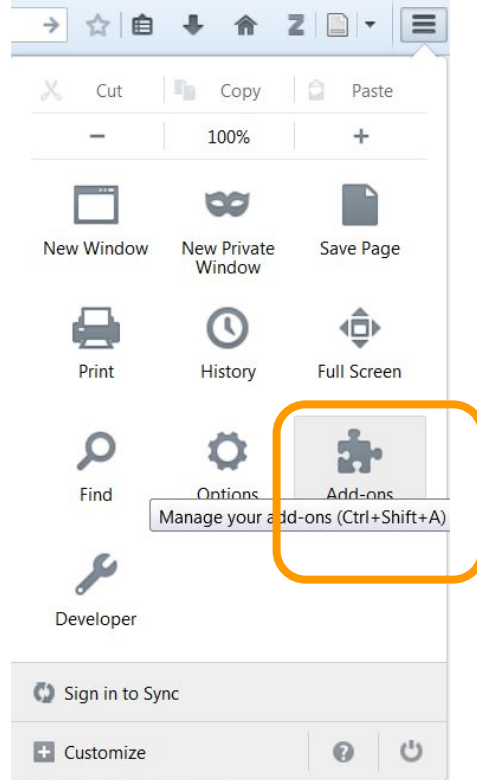 Z
Cut Copy Paste
− 100% +
New Window New Private Save Page
Window
Print History Full Screen
Find Options Add-ons
Manage your add-ons (Ctrl+Shift+A)
Developer
Sign in to Sync
Customize ?